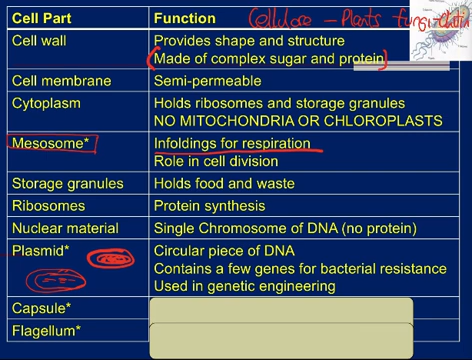 Cell Part Function Cellulose - Plants fungi-chitin
Cell wall Provides shape and structure
(Made of complex sugar and protein)
Cell membrane Semi-permeable
Cytoplasm Holds ribosomes and storage granules
NO MITOCHONDRIA OR CHLOROPLASTS
Mesosome* Infoldings for respiration
Role in cell division
Storage granules Holds food and waste
Ribosomes Protein synthesis
Nuclear material Single Chromosome of DNA (no protein)
Plasmid* Circular piece of DNA
Contains a few genes for bacterial resistance
Used in genetic engineering
Capsule*
Flagellum*